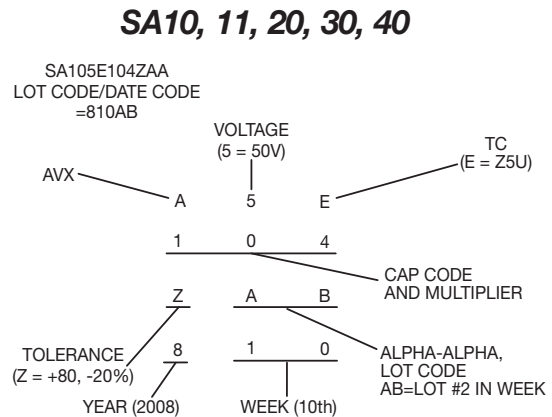 SA10, 11, 20, 30, 40
SA105E104ZAA
LOT CODE/DATE CODE
=810AB
VOLTAGE
(5 = 50V)
TC
(E = Z5U)
AVX
A 5 E
1 0 4
CAP CODE
AND MULTIPLIER
Z A B
TOLERANCE
(Z = +80, -20%)
8 1 0
ALPHA-ALPHA,
LOT CODE
AB=LOT #2 IN WEEK
YEAR (2008)
WEEK (10th)